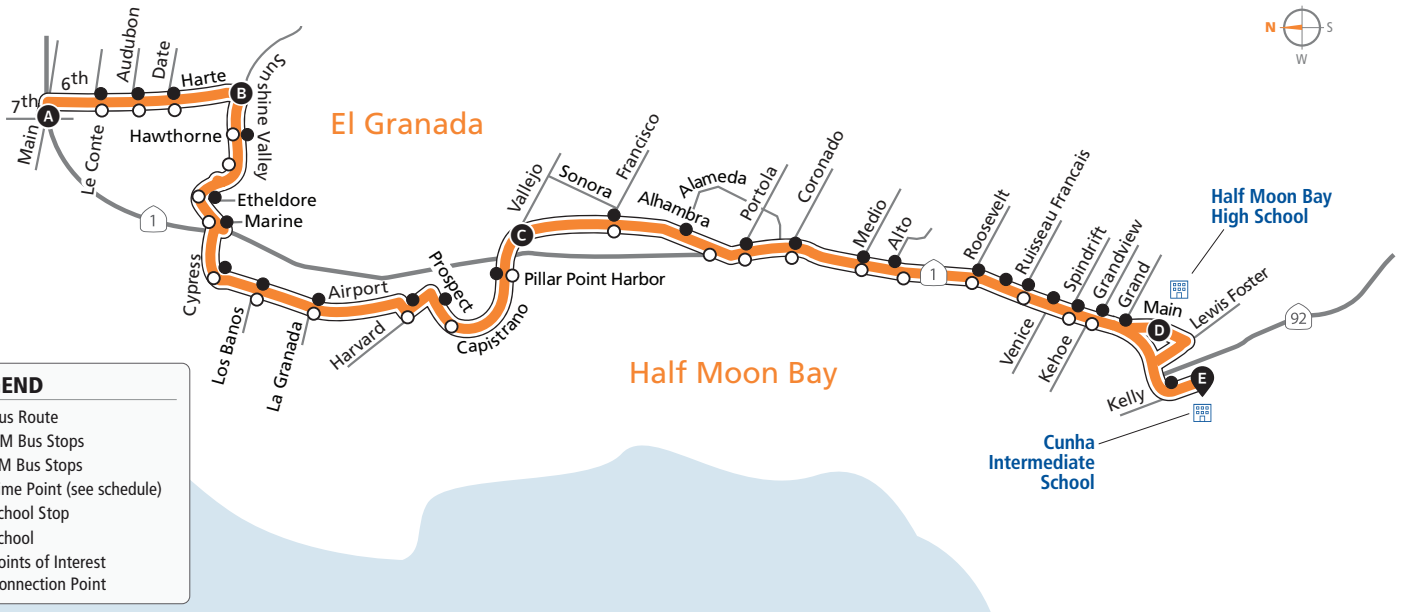 N
S
W
7th
6th
Audubon
Date
Harte
A
B
Main
Le Conte
Hawthorne
Sunshine Valley
El Granada
Etheldore
Marine
1
Cypress
Los Banos
La Granada
Airport
Harvard
Prospect
Capistrano
Pillar Point Harbor
C
Vallejo
Sonora
Francisco
Alhambra
Alameda
Portola
Coronado
Medio
Alto
1
Roosevelt
Ruisseau Francais
Spindrift
Grandview
Grand
Venice
Kehoe
Main
D
Lewis Foster
92
Kelly
E
Half Moon Bay
High School
Half Moon Bay
Cunha
Intermediate
School
END
us Route
M Bus Stops
M Bus Stops
ime Point (see schedule)
chool Stop
chool
oints of Interest
onnection Point